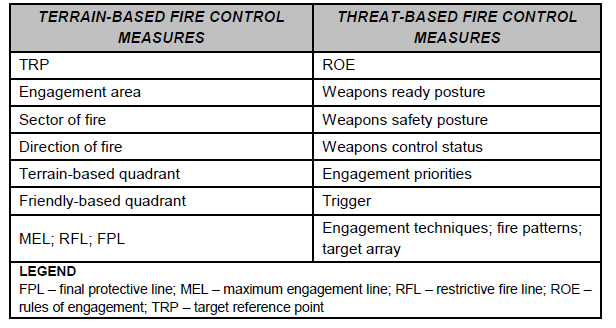 TERRAIN-BASED FIRE CONTROL MEASURES
THREAT-BASED FIRE CONTROL MEASURES
TRP
ROE
Engagement area
Weapons ready posture
Sector of fire
Weapons safety posture
Direction of fire
Weapons control status
Terrain-based quadrant
Engagement priorities
Friendly-based quadrant
Trigger
MEL; RFL; FPL
Engagement techniques; fire patterns;
target array
LEGEND
FPL – final protective line; MEL – maximum engagement line; RFL – restrictive fire line; ROE –
rules of engagement; TRP – target reference point